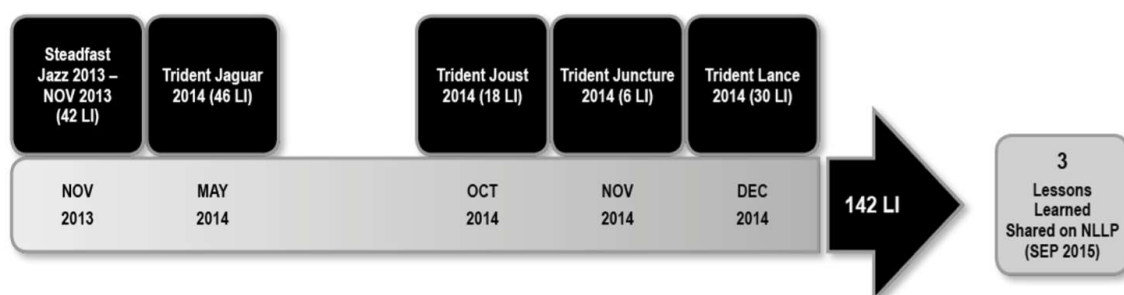 Steadfast
Jazz 2013 –
NOV 2013
(42 LI)
Trident Jaguar
2014 (46 LI)
Trident Joust
2014 (18 LI)
Trident Juncture
2014 (6 LI)
Trident Lance
2014 (30 LI)
NOV
2013
MAY
2014
OCT
2014
NOV
2014
DEC
2014
142 LI
3
Lessons
Learned
Shared on NLLP
(SEP 2015)